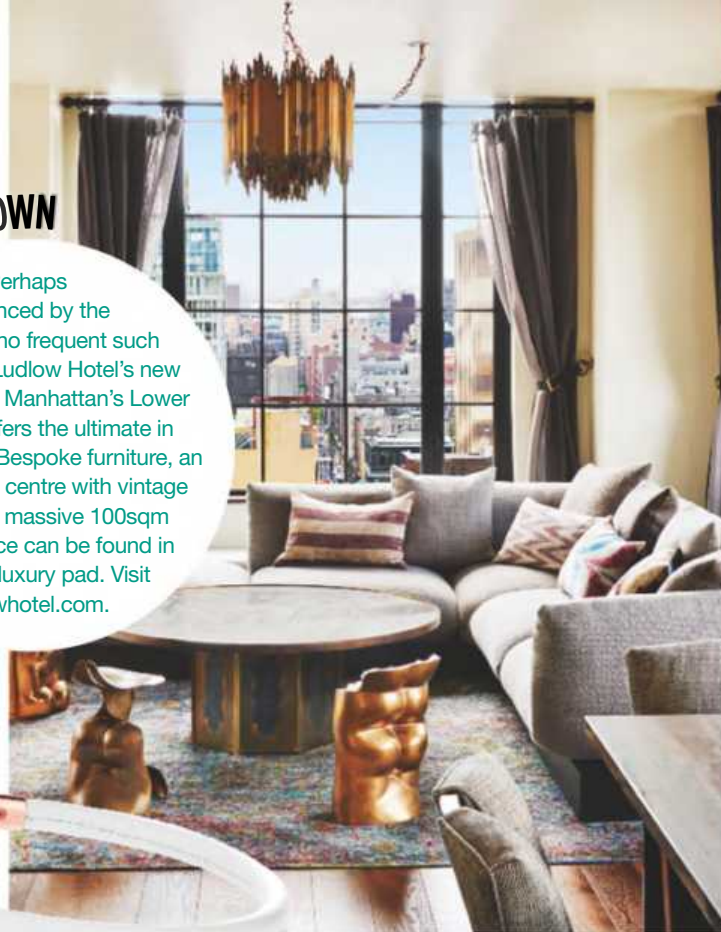 OWN
erhaps
nced by the
no frequent such
Ludlow Hotel's new
Manhattan's Lower
fers the ultimate in
Bespoke furniture, an
centre with vintage
massive 100sqm
ce can be found in
luxury pad. Visit
whotel.com.